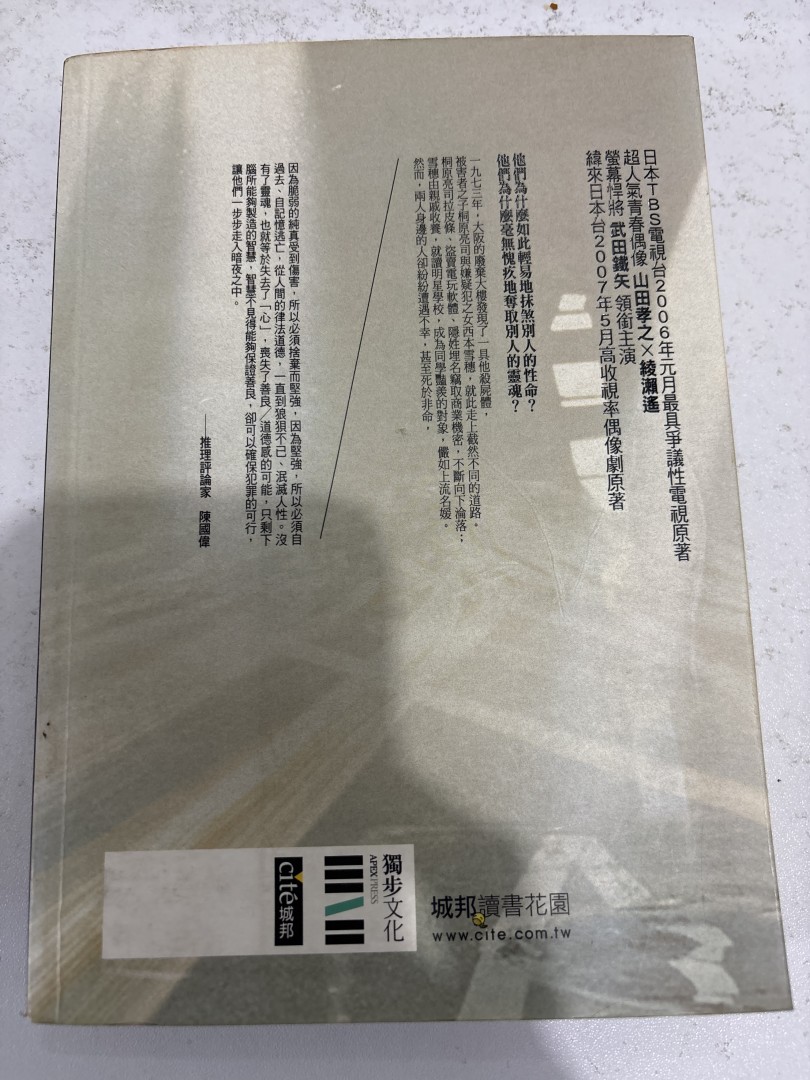 日本TBS電視台2006年元月最具爭議性電視原著
超人氣青春偶像 山田孝之×綾瀨遙
螢幕悍將 武田鐵矢 領銜主演
緯來日本台2007年5月高收視率偶像劇原著
他們為什麼如此輕易地抹煞別人的性命？
他們為什麼毫無愧疚地奪取別人的靈魂？
一九七三年，大阪的廢棄大樓發現了一具他殺屍體，
被害者之子桐原亮司與嫌疑犯之女西本雪穗，就此走上截然不同的道路。
桐原亮司拉皮條、盜賣電玩軟體、隱姓埋名竊取商業機密，不斷向下淪落；
雪穗由親戚收養，就讀明星學校，成為同學豔羨的對象，儼如上流名媛。
然而，兩人身邊的人卻紛紛遭遇不幸，甚至死於非命，
因為脆弱的純真受到傷害，所以必須捨棄而堅強，因為堅強，所以必須自
過去、自記憶逃亡，從人間的律法道德，一直到狼狽不已、泯滅人性。沒
有了靈魂，也就等於失去了「心」，喪失了善良／道德感的可能，只剩下
腦所能夠製造的智慧，智慧不見得能夠保證善良，卻可以確保犯罪的可行，
讓他們一步步走入暗夜之中。
——推理評論家 陳國偉
cité城邦
獨步文化
APEX PRESS
城邦讀書花園
www.cite.com.tw